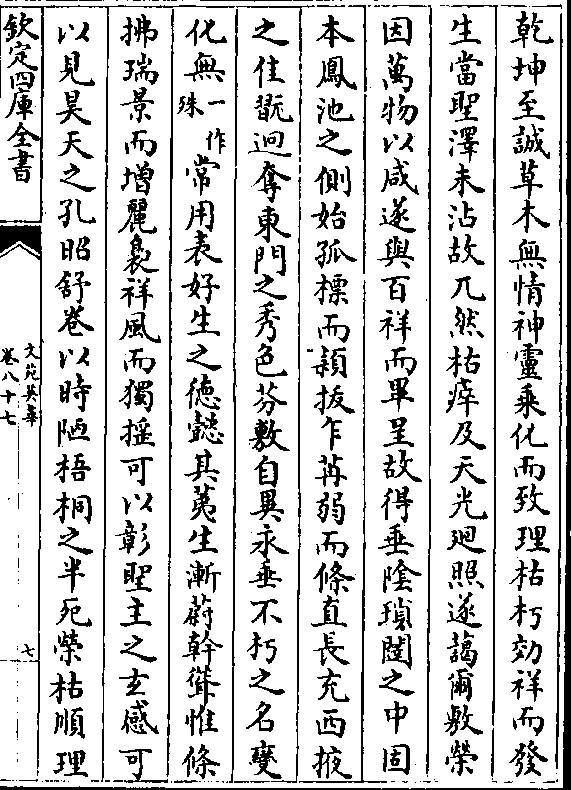 乾坤至誠草木無情神靈乘化而致理枯朽効祥而發
生當聖澤未沾故兀然枯瘁及天光廻照遂藹爾敷榮
因萬物以咸遂與百祥而畢呈故得垂陰瑣闥之中固
本鳳池之側始孤標而穎拔乍苒弱而條直長充西掖
之佳翫迥奪東門之秀色芬敷自異永垂不朽之名變
化無一作殊常用表好生之德懿其荑生漸蔚幹聳惟條
拂瑞景而增麗裊祥風而獨揺可以彰聖主之玄感可
以見昊天之孔昭舒巻以時陋梧桐之半死榮枯順理
欽定四庫全書
文苑英華
巻八十七
七